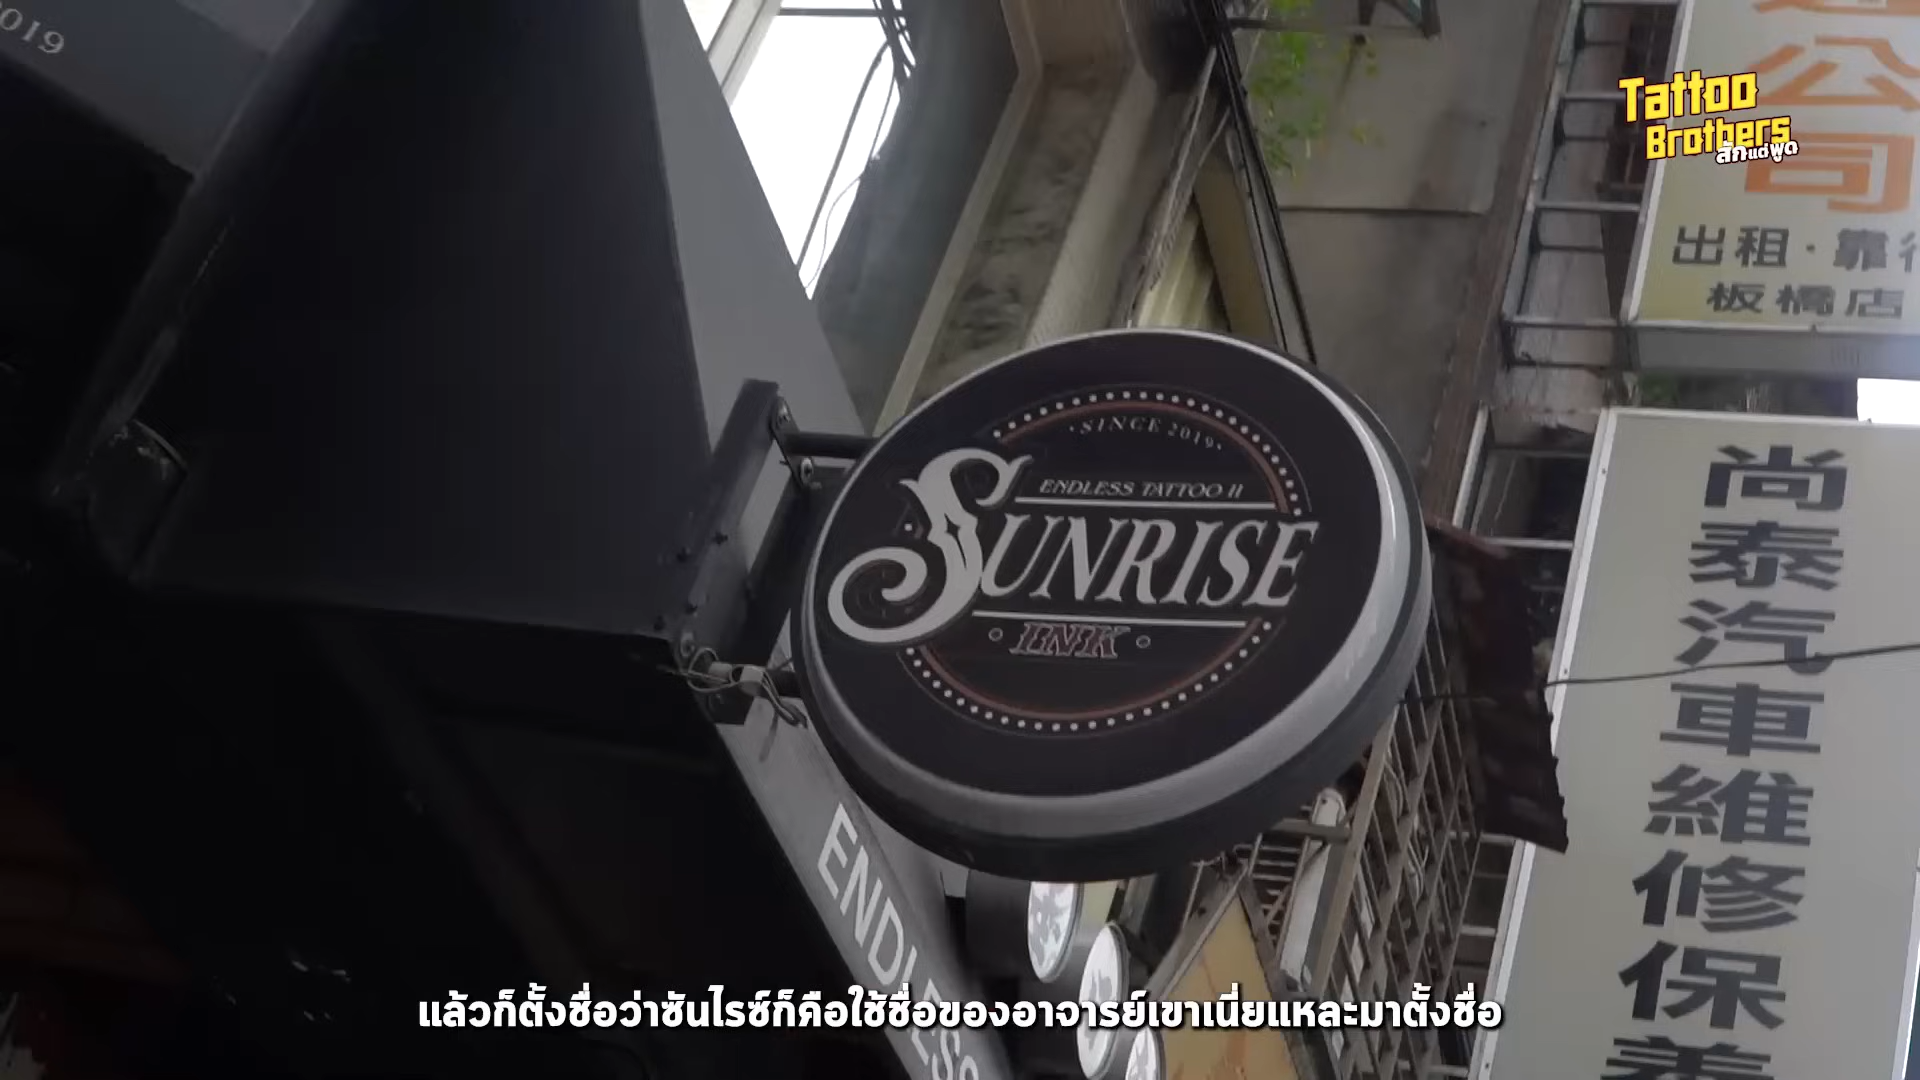 2019
Tattoo
Brothers
สักแต่พูด
公司
出租·靠
板橋店
SINCE 2019
ENDLESS TATTOO II
SUNRISE
INK
尚泰汽車維修保養
ENDLESS
แล้วก็ตั้งชื่อว่าซันไรซ์ก็คือใช้ชื่อของอาจารย์เขาเนี่ยแหละมาตั้งชื่อ